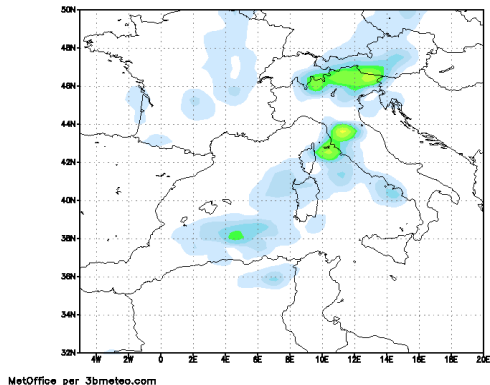 50N
48N
46N
44N
42N
40N
38N
36N
34N
32N
4W 2W 0 2E 4E 6E 8E 10E 12E 14E 16E 18E 20E
MetOffice per 3bmeteo.com